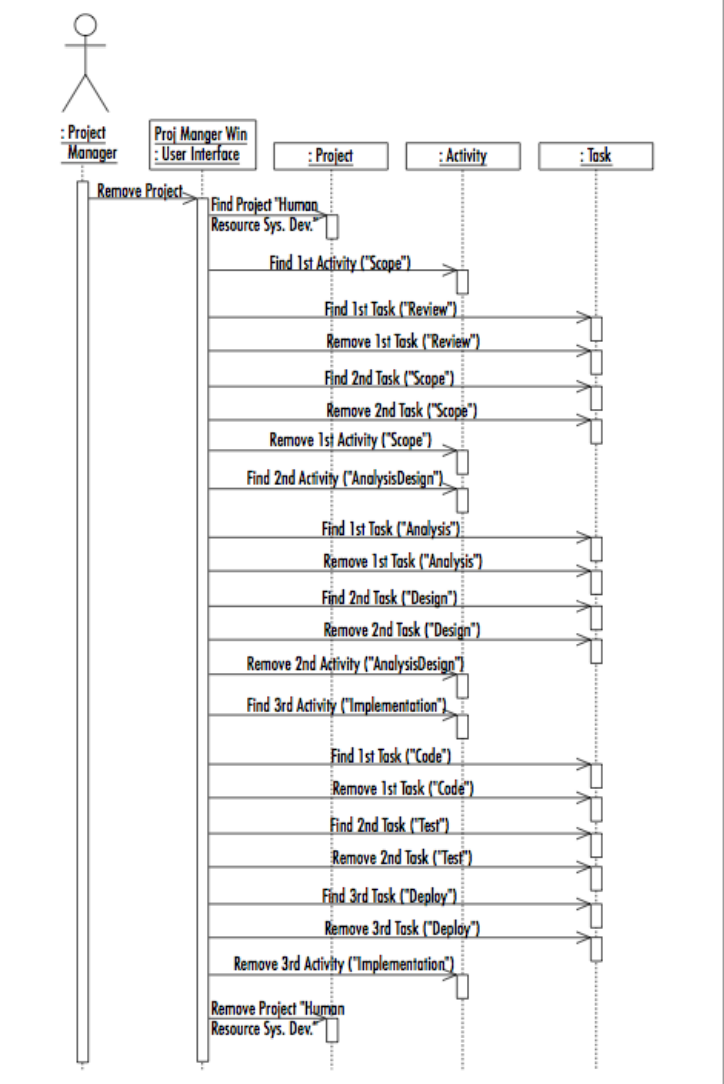 : Project
Manager
Proj Manger Win
: User Interface
: Project
: Activity
: Task
Remove Project
Find Project "Human
Resource Sys. Dev."
Find 1st Activity ("Scope")
Find 1st Task ("Review")
Remove 1st Task ("Review")
Find 2nd Task ("Scope")
Remove 2nd Task ("Scope")
Remove 1st Activity ("Scope")
Find 2nd Activity ("AnalysisDesign")
Find 1st Task ("Analysis")
Remove 1st Task ("Analysis")
Find 2nd Task ("Design")
Remove 2nd Task ("Design")
Remove 2nd Activity ("AnalysisDesign")
Find 3rd Activity ("Implementation")
Find 1st Task ("Code")
Remove 1st Task ("Code")
Find 2nd Task ("Test")
Remove 2nd Task ("Test")
Find 3rd Task ("Deploy")
Remove 3rd Task ("Deploy")
Remove 3rd Activity ("Implementation")
Remove Project "Human
Resource Sys. Dev."